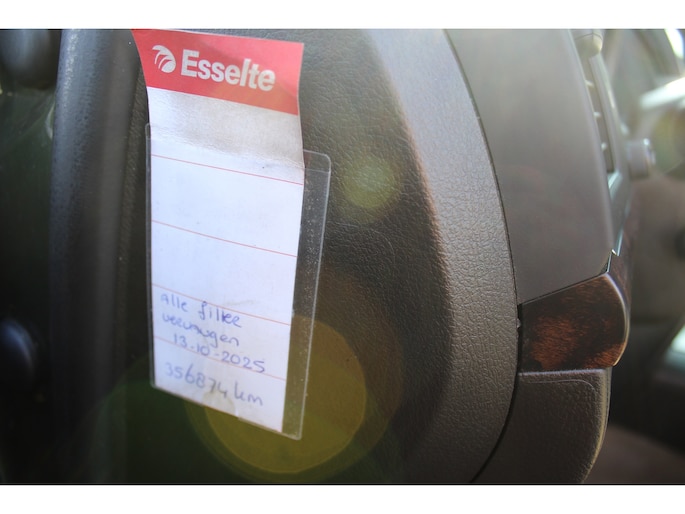 Esselte
alle filter
vervangen
13-10-2025
356874 km